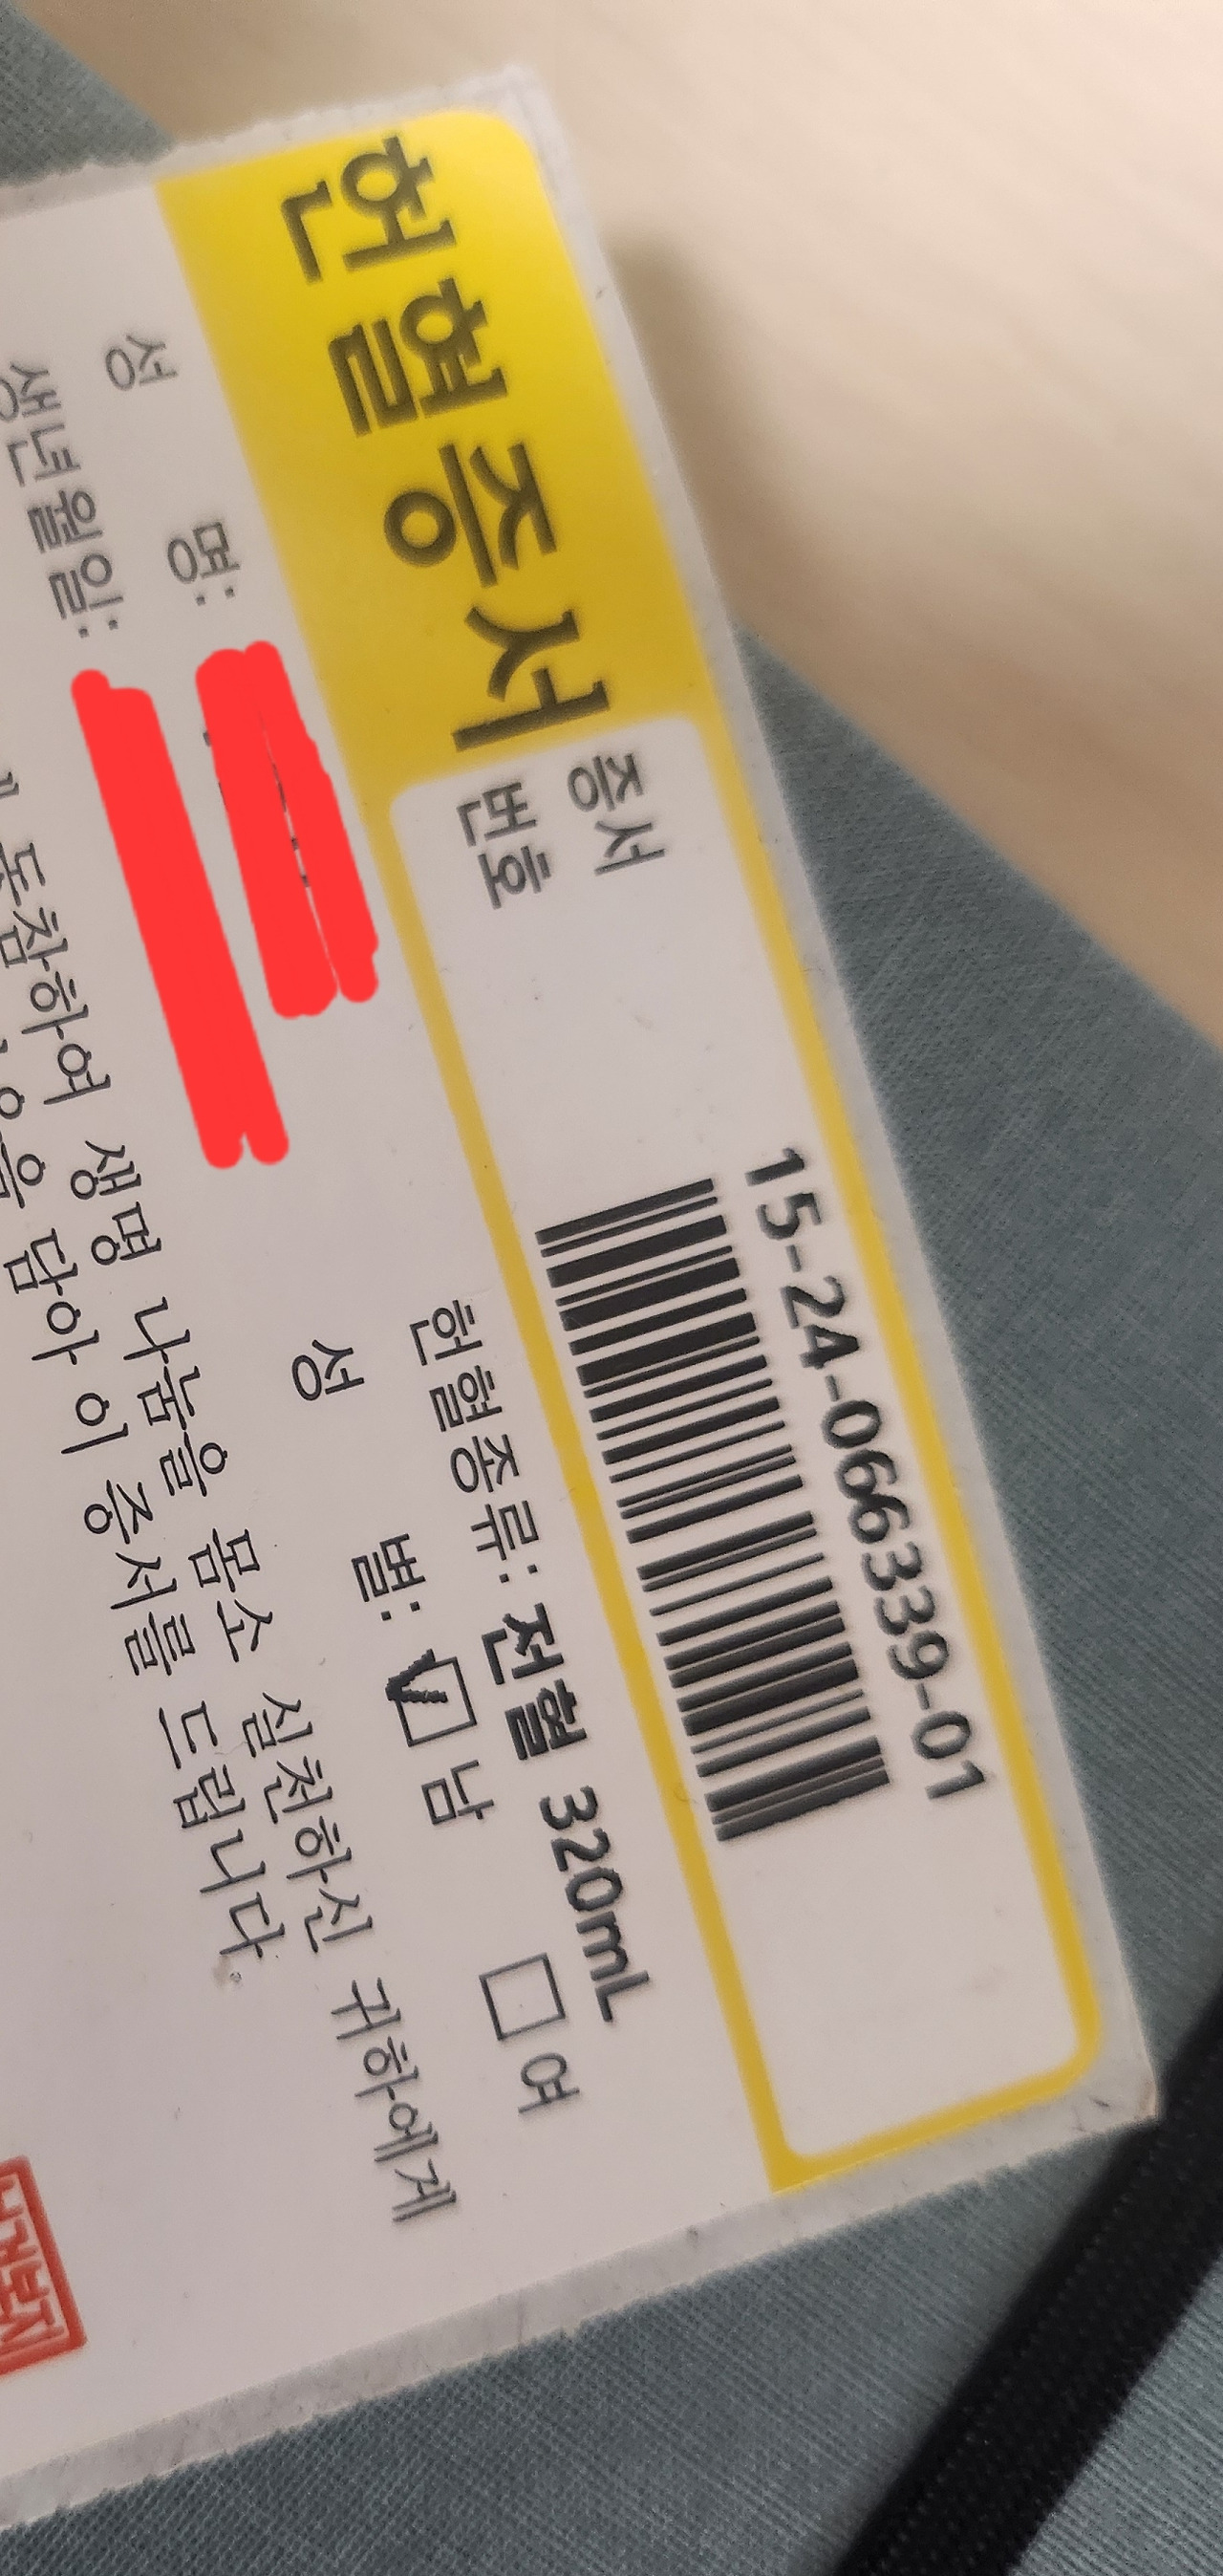 헌혈증서
증서
번호
15-24-066339-01
성 명:
헌혈종류: 전혈 320mL
생년월일:
성 별: 남 여
동참하여 생명 나눔을 몸소 실천하신 귀하에게
담아 이 증서를 드립니다.